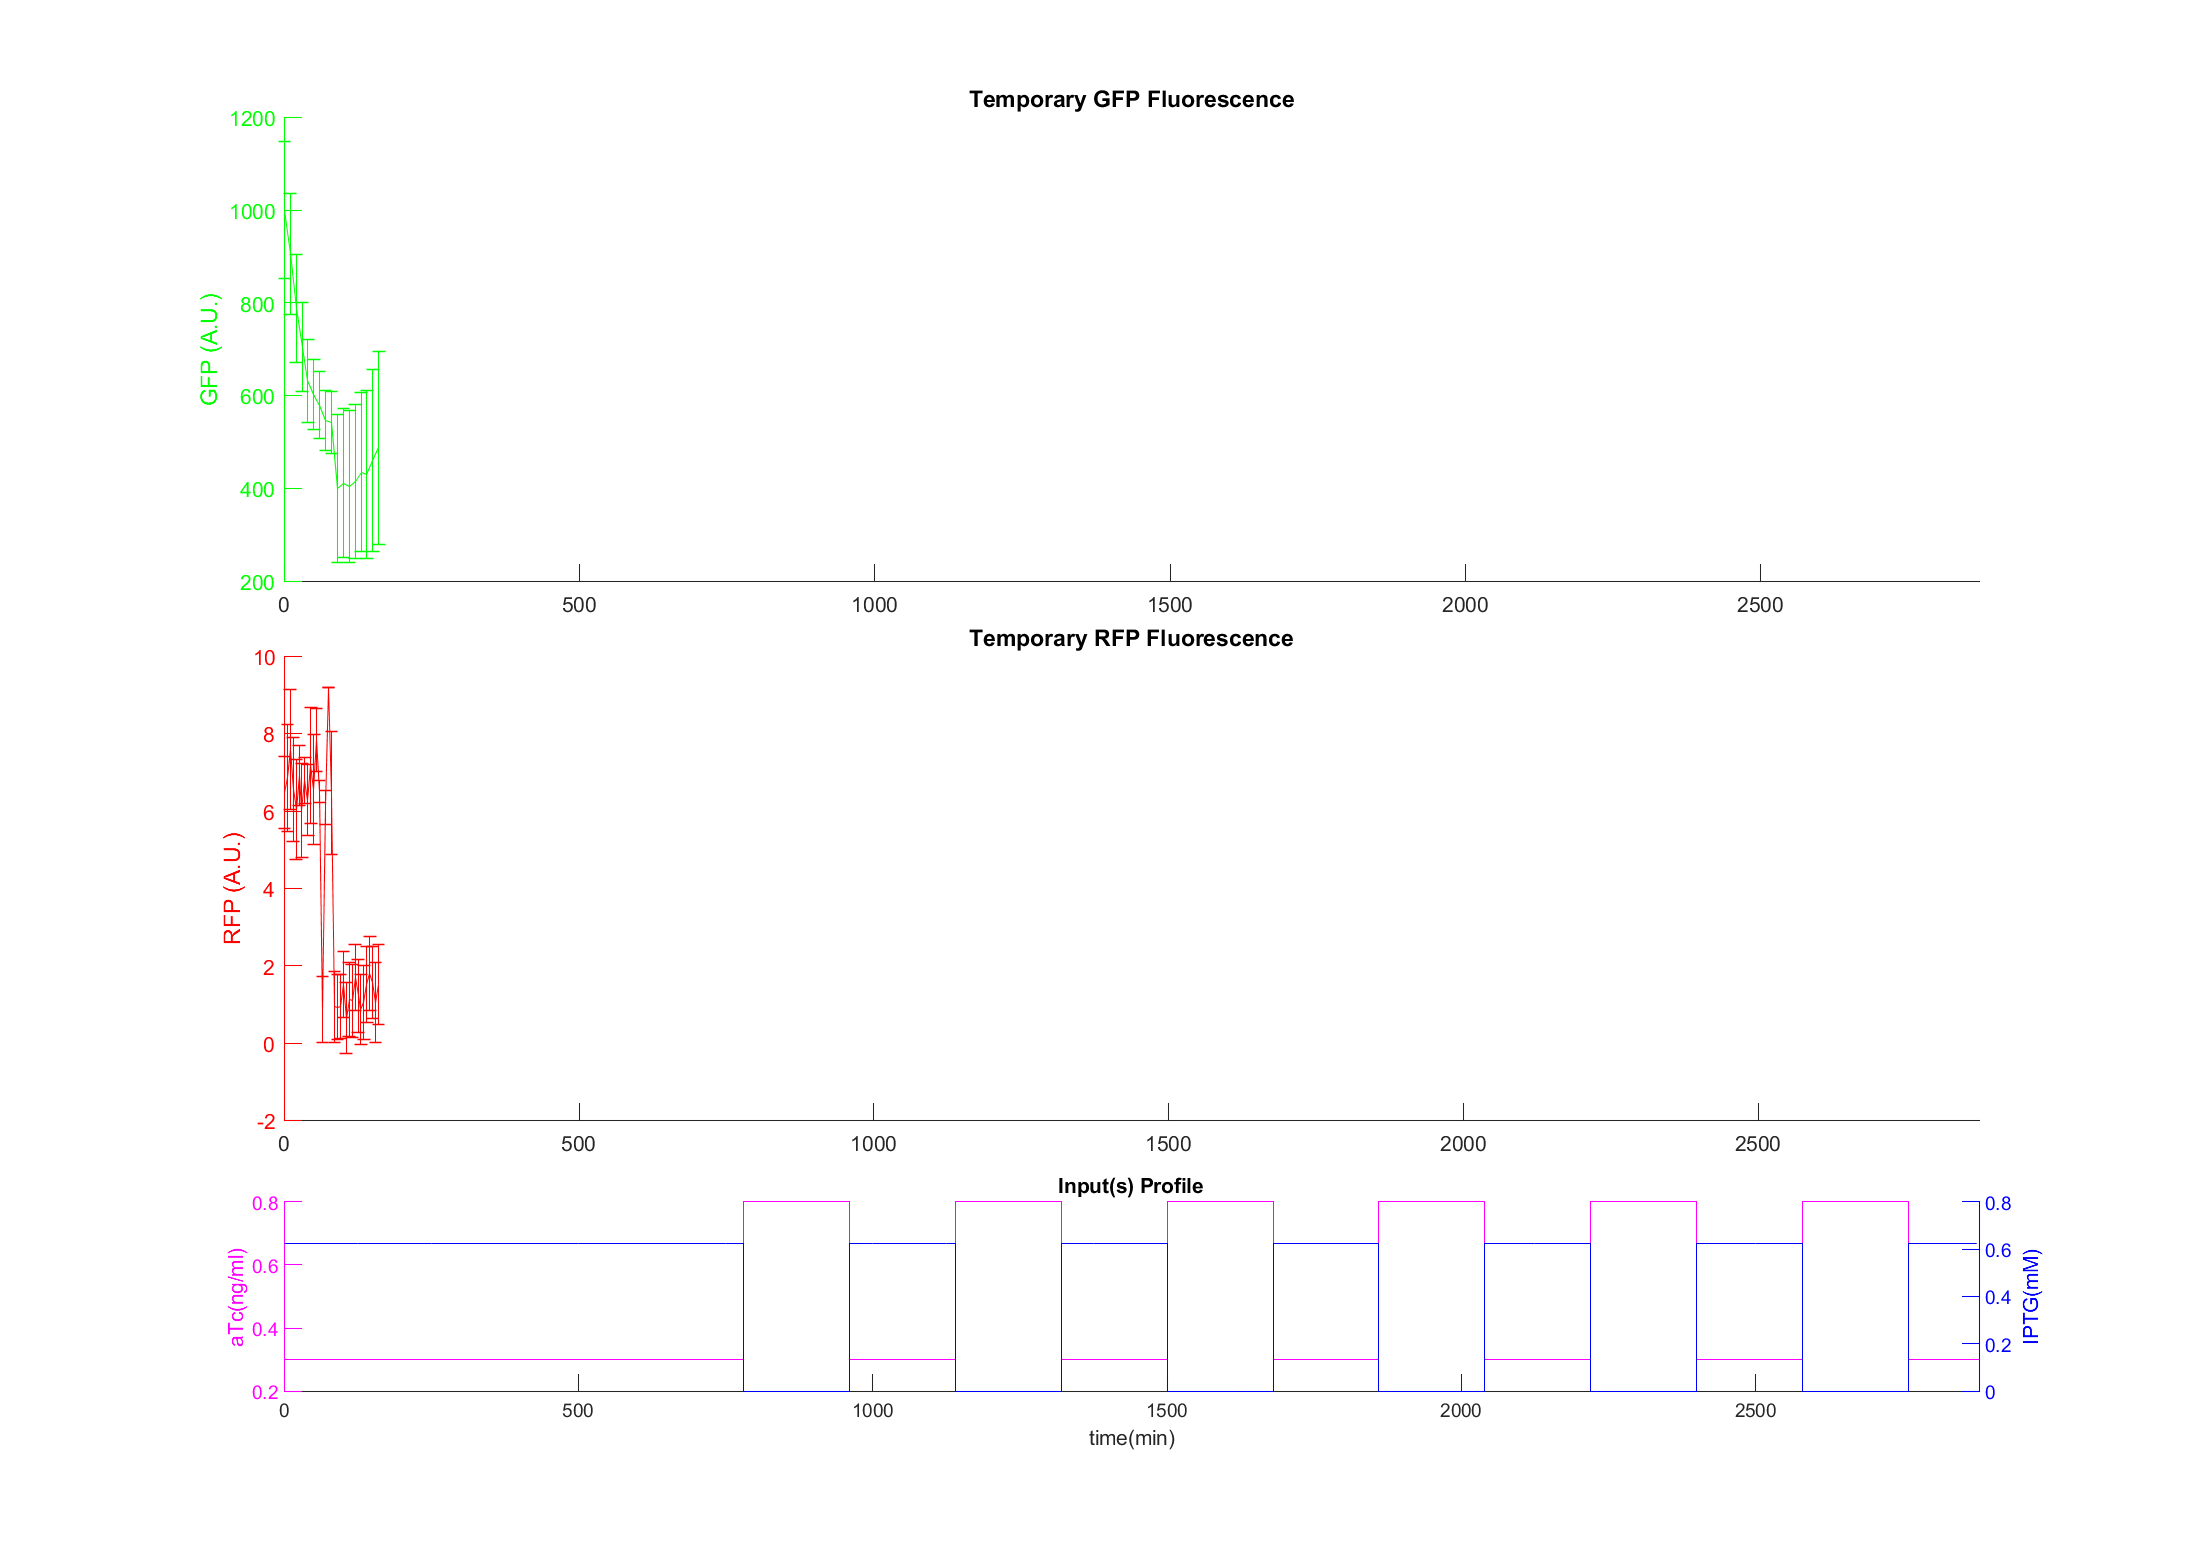 Temporary GFP Fluorescence
1200
1000
800
600
400
200
GFP (A.U.)
0 500 1000 1500 2000 2500
Temporary RFP Fluorescence
10
8
6
4
2
0
-2
RFP (A.U.)
0 500 1000 1500 2000 2500
Input(s) Profile
0.8
0.6
0.4
0.2
aTc(ng/ml)
0.8
0.6
0.4
0.2
0
IPTG(mM)
0 500 1000 1500 2000 2500
time(min)